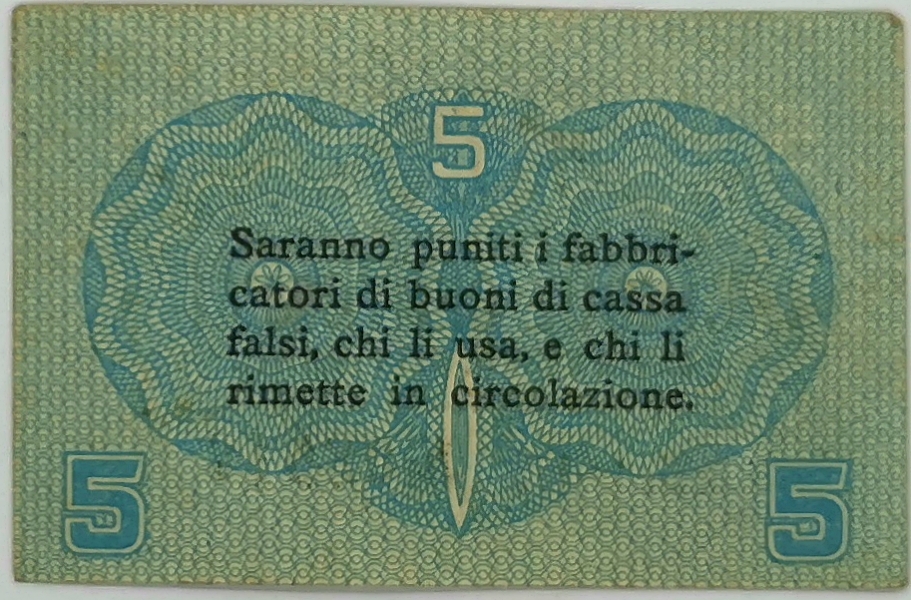 5
Saranno puniti i fabbri-
catori di buoni di cassa
falsi, chi li usa, e chi li
rimette in circolazione.
5 5